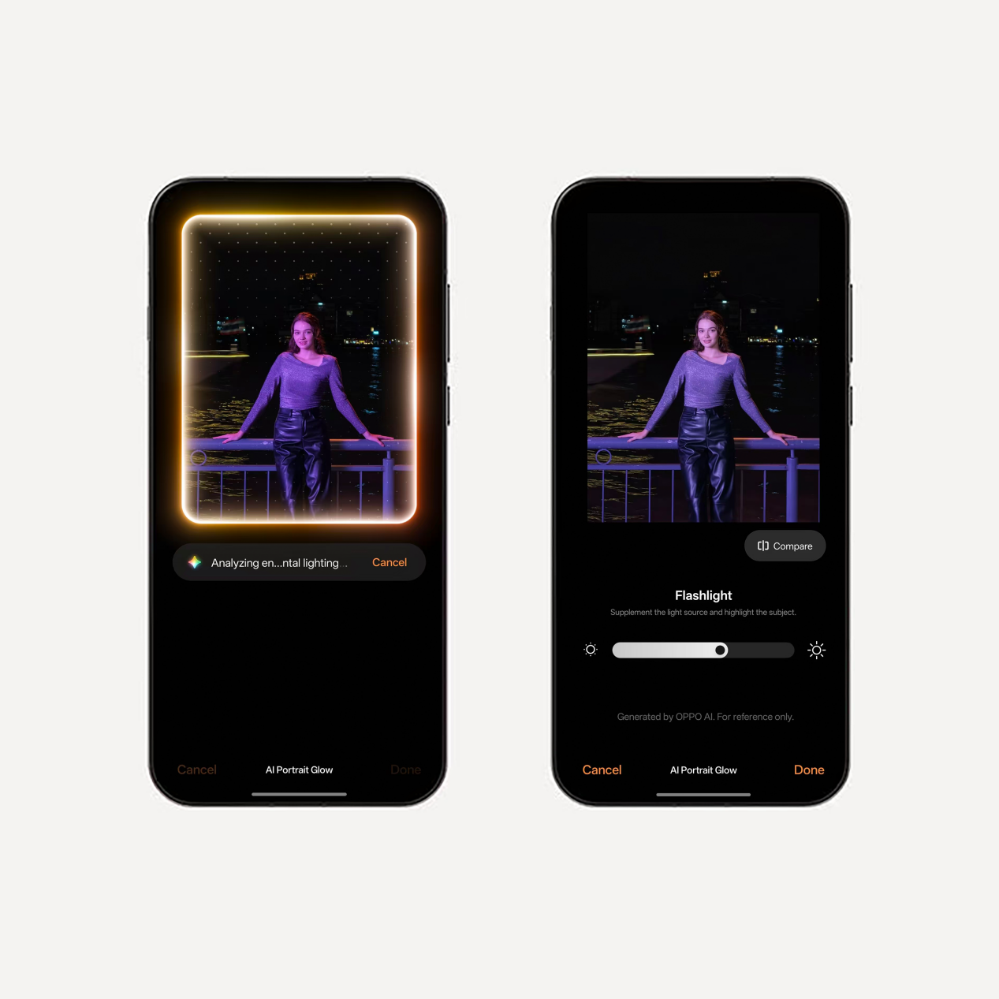 Analyzing en...ntal lighting...
Cancel
Cancel
AI Portrait Glow
Done
Compare
Flashlight
Supplement the light source and highlight the subject.
Generated by OPPO AI. For reference only.
Cancel
AI Portrait Glow
Done